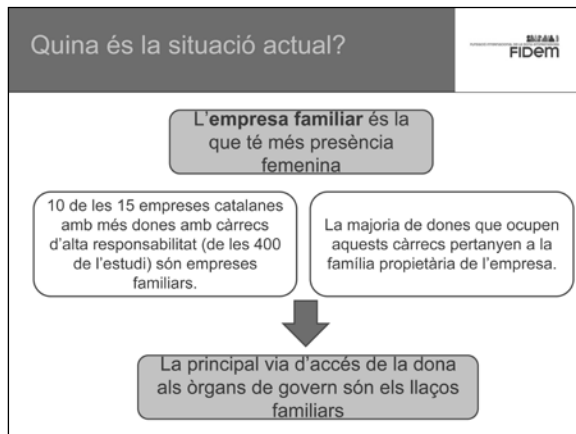 Quina és la situació actual?
FIDEM
L'empresa familiar és la
que té més presència
femenina
10 de les 15 empreses catalanes
amb més dones amb càrrecs
d'alta responsabilitat (de les 400
de l'estudi) són empreses
familiars.
La majoria de dones que ocupen
aquests càrrecs pertanyen a la
família propietària de l'empresa.
La principal via d'accés de la dona
als òrgans de govern són els llaços
familiars